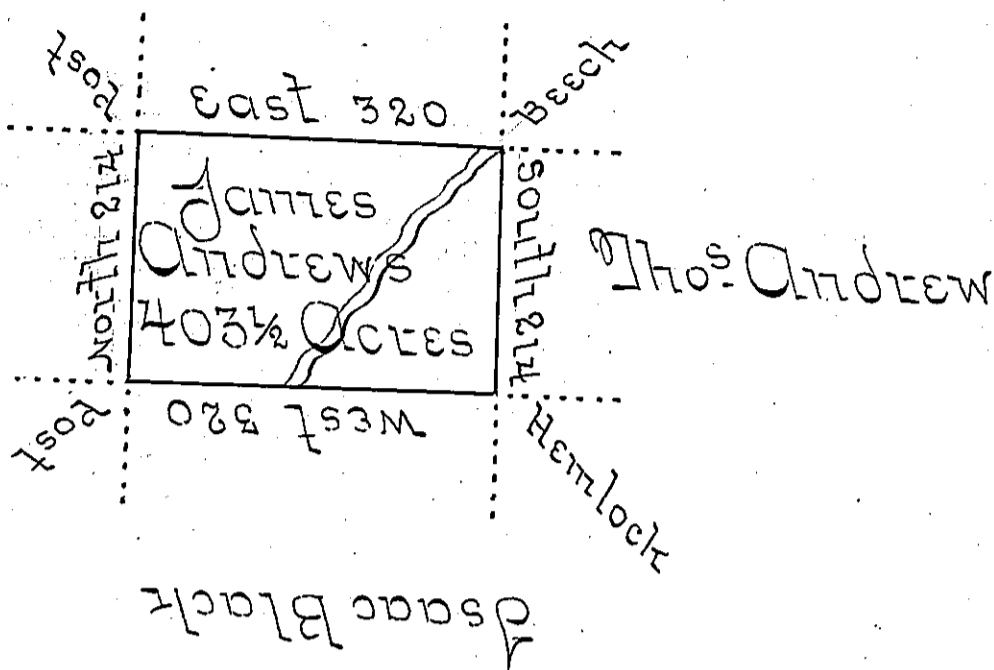 Post
East 320
Beech
North 214
James
Andrews
403½ Acres
South 214
Thos. Andrew
Post
West 320
Hemlock
Isaac Black